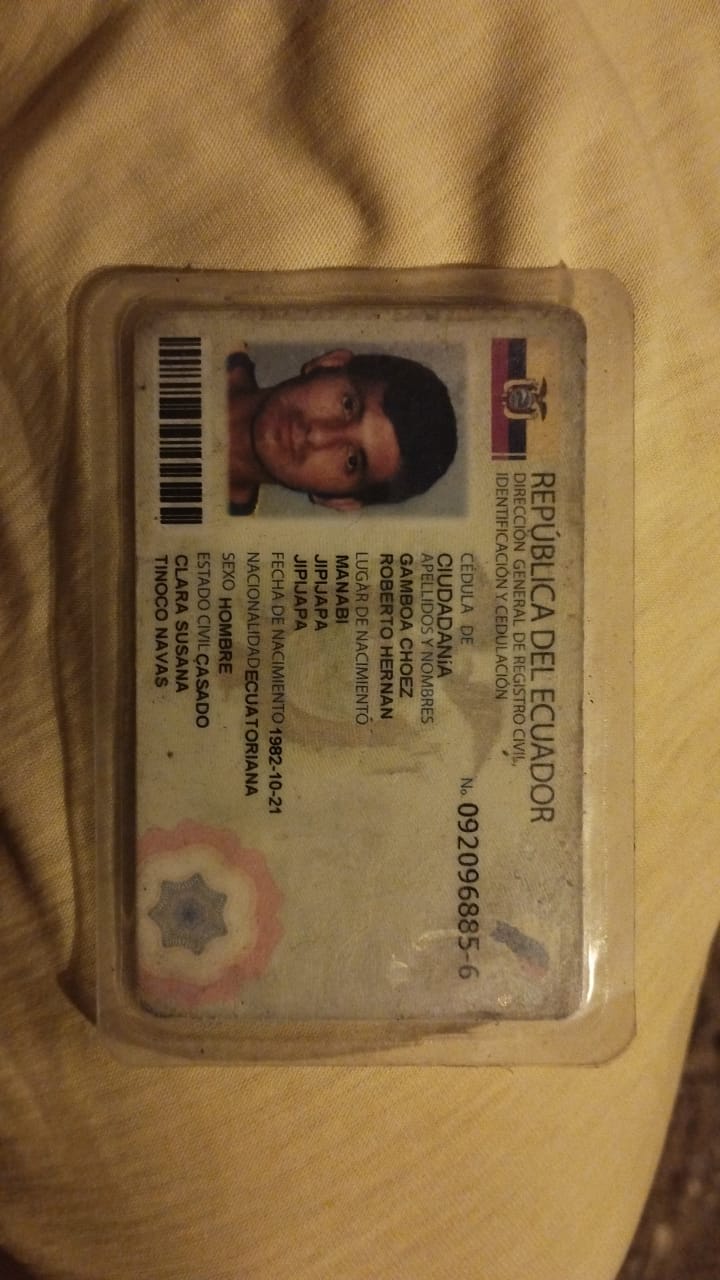 REPÚBLICA DEL ECUADOR
DIRECCIÓN GENERAL DE REGISTRO CIVIL,
IDENTIFICACIÓN Y CEDULACIÓN
CÉDULA DE
CIUDADANÍA
No. 092096885-6
APELLIDOS Y NOMBRES
GAMBOA CHOEZ
ROBERTO HERNAN
LUGAR DE NACIMIENTO
MANABI
JIPIJAPA
JIPIJAPA
FECHA DE NACIMIENTO 1982-10-21
NACIONALIDAD ECUATORIANA
SEXO HOMBRE
ESTADO CIVIL CASADO
CLARA SUSANA
TINOCO NAVAS